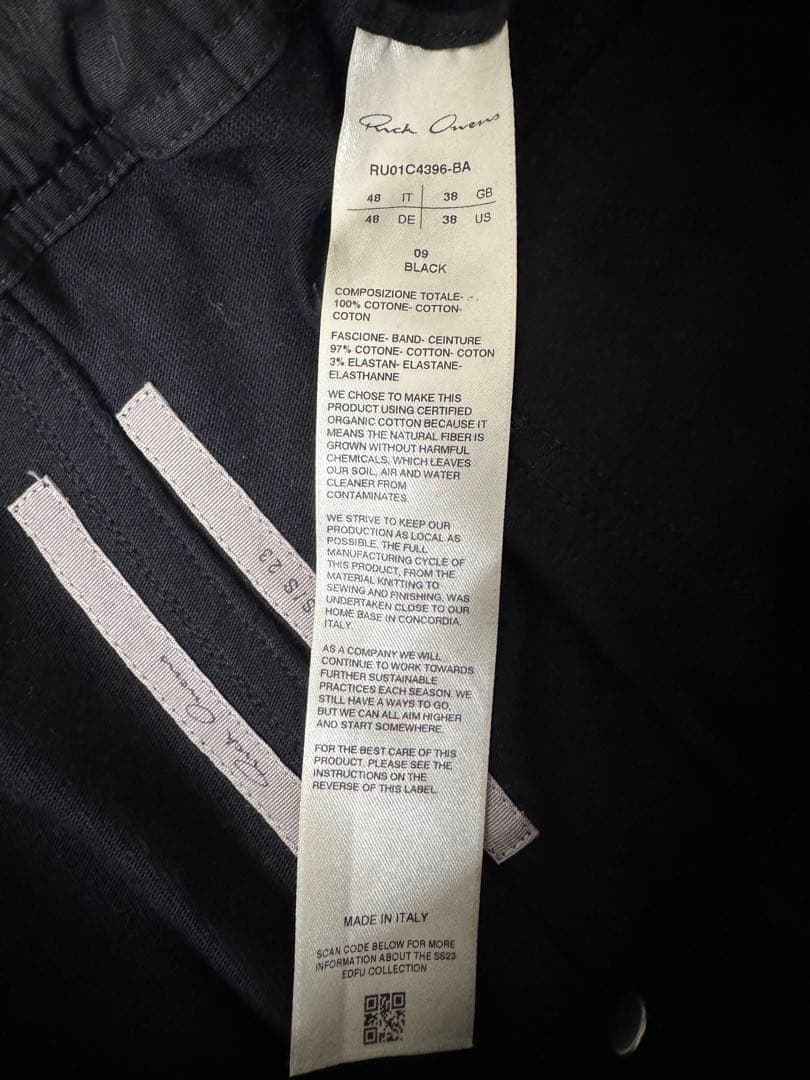 Rick Owens
RU01C4396-BA
48 IT 38 GB
48 DE 38 US
09
BLACK
COMPOSIZIONE TOTALE- - -
100% COTONE- COTTON-
COTON
FASCIONE- BAND- CEINTURE
97% COTONE- COTTON- COTON
3% ELASTAN- ELASTANE-
ELASTHANNE
WE CHOSE TO MAKE THIS
PRODUCT USING CERTIFIED
ORGANIC COTTON BECAUSE IT
MEANS THE NATURAL FIBER IS
GROWN WITHOUT HARMFUL
CHEMICALS, WHICH LEAVES
OUR SOIL, AIR AND WATER
CLEANER FROM
CONTAMINATES.
WE STRIVE TO KEEP OUR
PRODUCTION AS LOCAL AS
POSSIBLE. THE FULL
MANUFACTURING CYCLE OF
THIS PRODUCT, FROM THE
MATERIAL KNITTING TO
SEWING AND FINISHING, WAS
UNDERTAKEN CLOSE TO OUR
HOME BASE IN CONCORDIA,
ITALY.
AS A COMPANY WE WILL
CONTINUE TO WORK TOWARDS
FURTHER SUSTAINABLE
PRACTICES EACH SEASON. WE
STILL HAVE A WAYS TO GO,
BUT WE CAN ALL AIM HIGHER
AND START SOMEWHERE.
FOR THE BEST CARE OF THIS
PRODUCT, PLEASE SEE THE
INSTRUCTIONS ON THE
REVERSE OF THIS LABEL.
MADE IN ITALY
SCAN CODE BELOW FOR MORE
INFORMATION ABOUT THE SS23
EDFU COLLECTION
S/S 23
Rick Owens